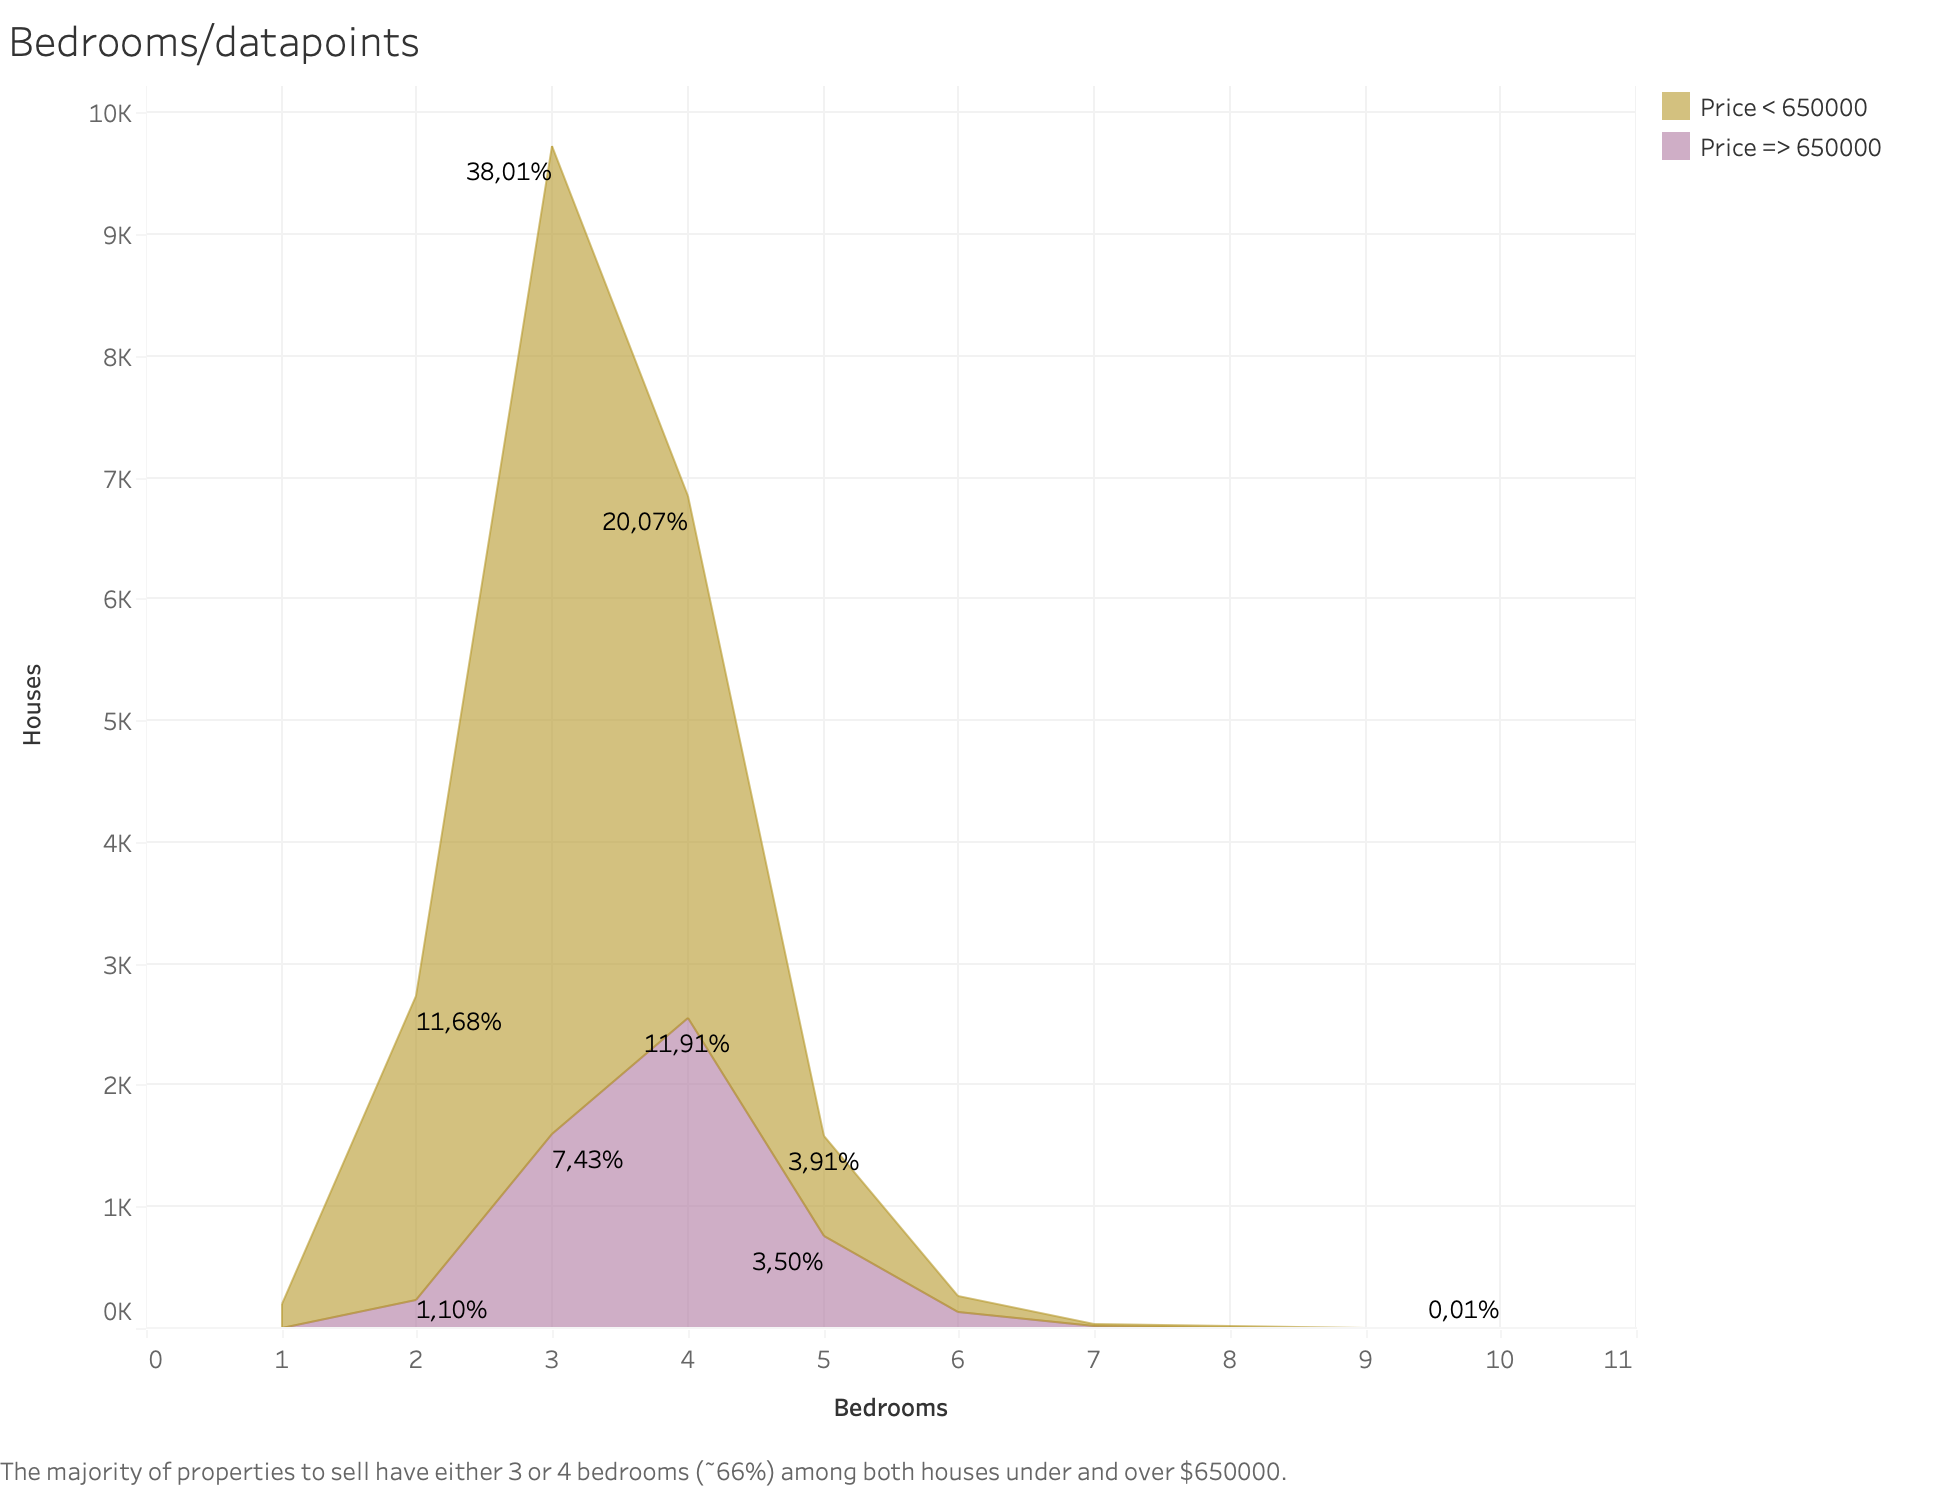 Bedrooms/datapoints
Price < 650000
Price => 650000
10K
9K
8K
7K
6K
5K
4K
3K
2K
1K
0K
Houses
38,01%
20,07%
11,68%
11,91%
7,43%
3,91%
3,50%
1,10%
0,01%
0 1 2 3 4 5 6 7 8 9 10 11
Bedrooms
The majority of properties to sell have either 3 or 4 bedrooms (~66%) among both houses under and over $650000.